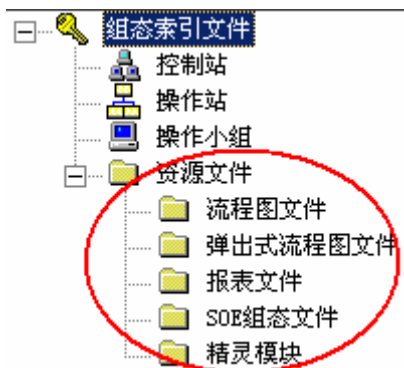 组态索引文件
控制站
操作站
操作小组
资源文件
流程图文件
弹出式流程图文件
报表文件
SOE组态文件
精灵模块